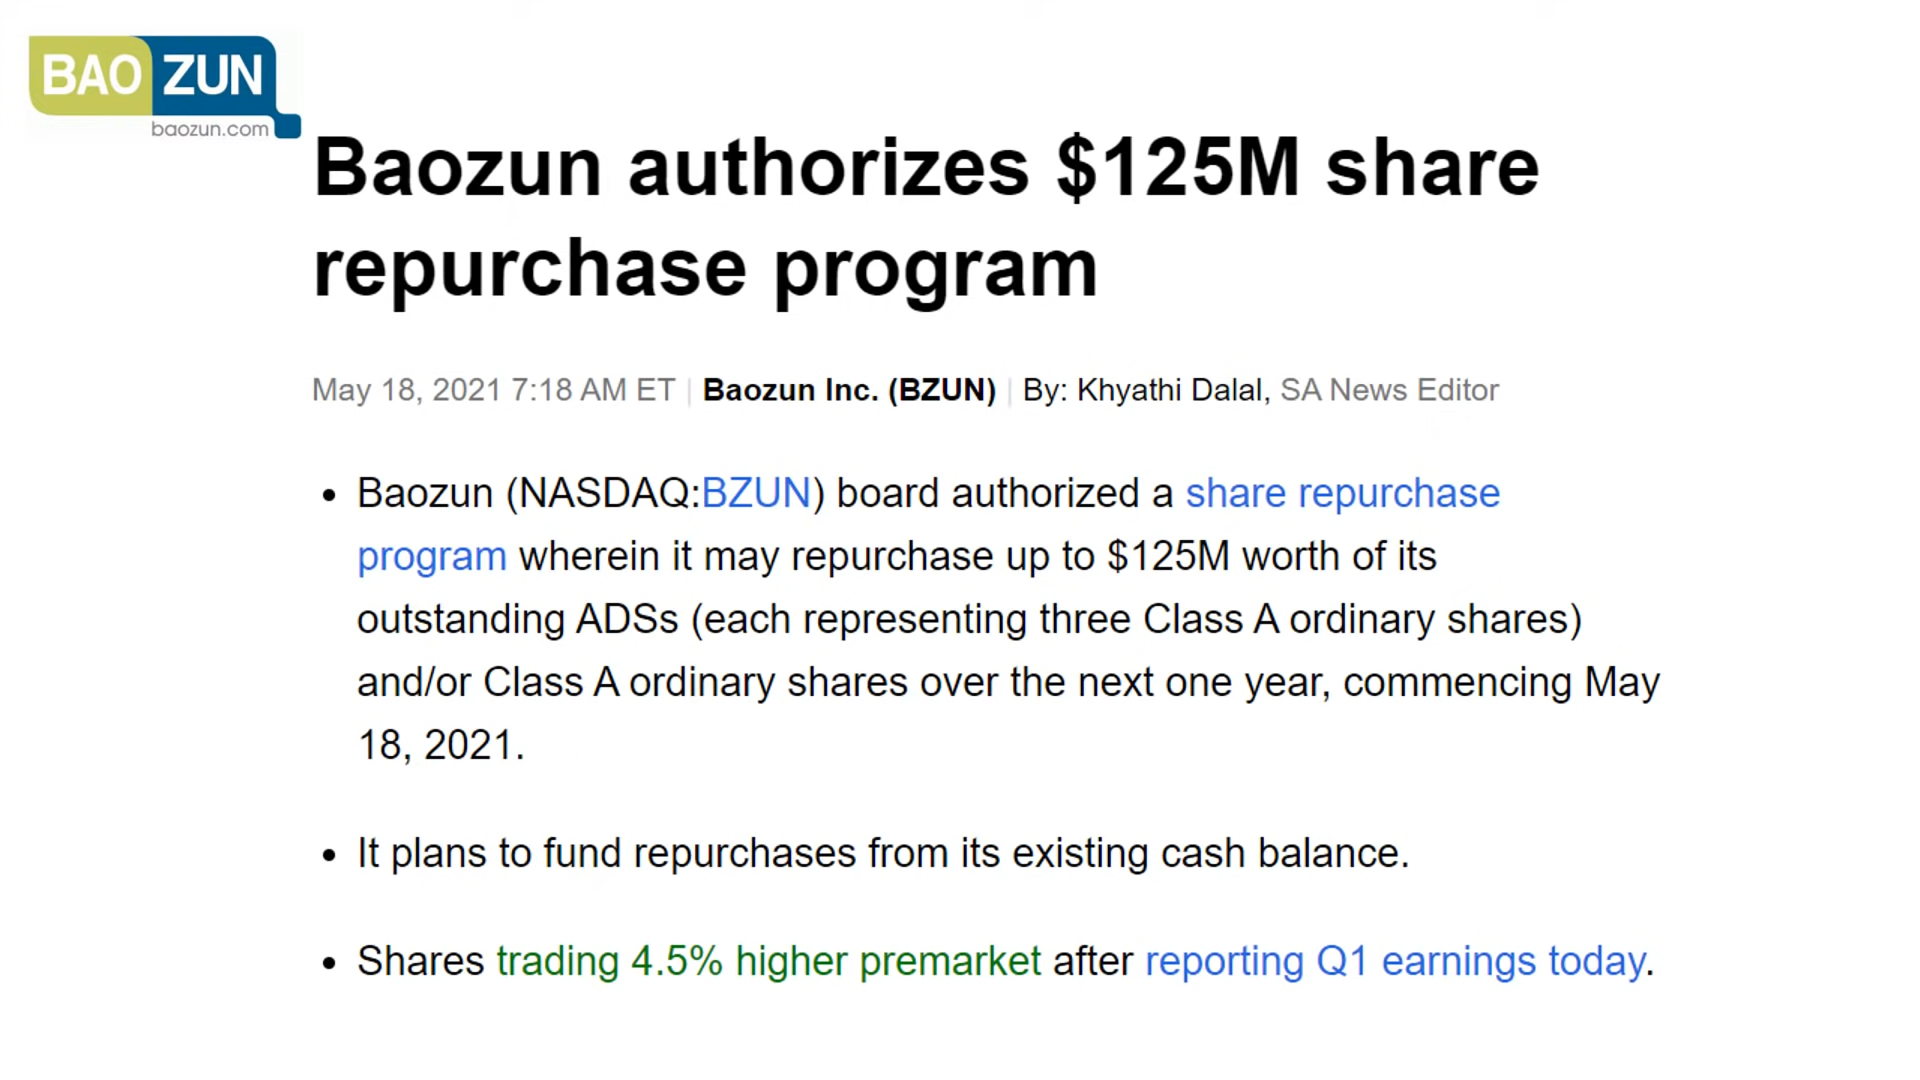 BAO ZUN
baozun.com
Baozun authorizes $125M share
repurchase program
May 18, 2021 7:18 AM ET | Baozun Inc. (BZUN) | By: Khyathi Dalal, SA News Editor
• Baozun (NASDAQ:BZUN) board authorized a share repurchase
program wherein it may repurchase up to $125M worth of its
outstanding ADSs (each representing three Class A ordinary shares)
and/or Class A ordinary shares over the next one year, commencing May
18, 2021.
• It plans to fund repurchases from its existing cash balance.
• Shares trading 4.5% higher premarket after reporting Q1 earnings today.